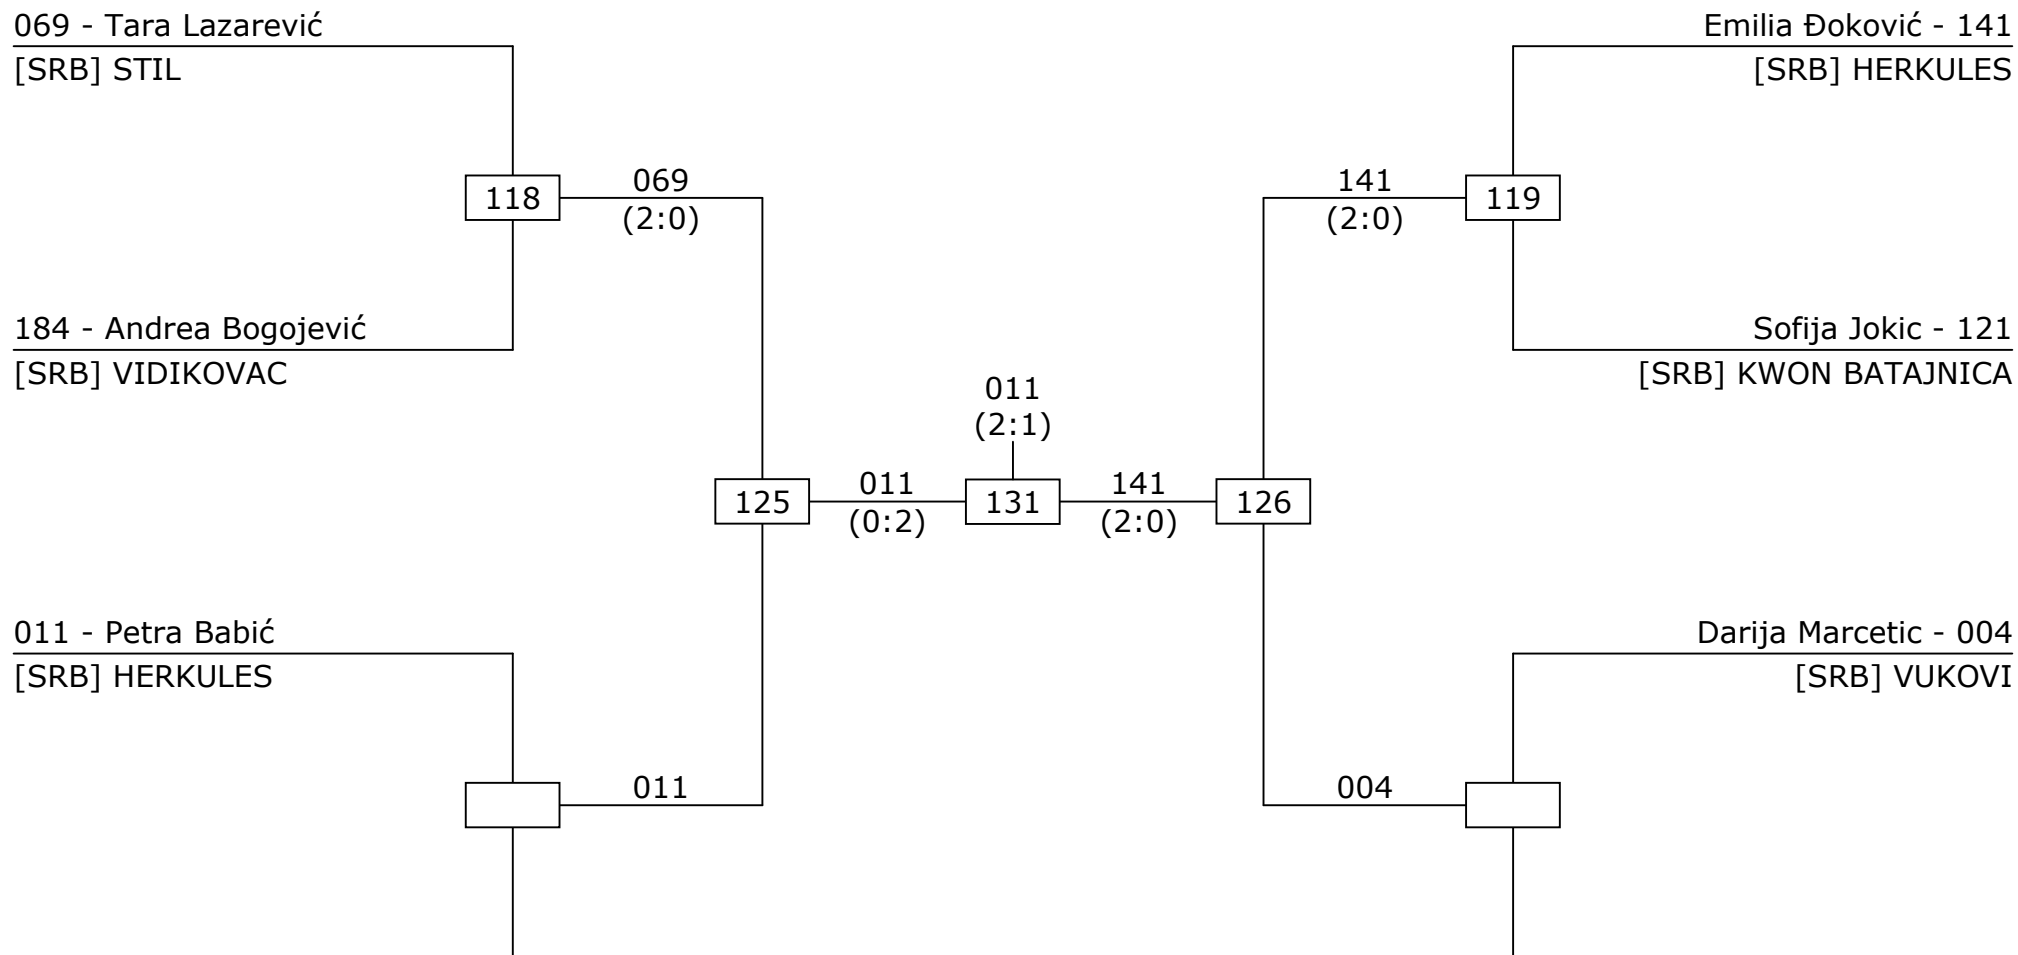 069 - Tara Lazarević
[SRB] STIL
Emilia Đoković - 141
[SRB] HERKULES
118
069
(2:0)
141
(2:0)
119
184 - Andrea Bogojević
[SRB] VIDIKOVAC
Sofija Jokic - 121
[SRB] KWON BATAJNICA
011
(2:1)
125
011
(0:2)
131
141
(2:0)
126
011 - Petra Babić
[SRB] HERKULES
Darija Marcetic - 004
[SRB] VUKOVI
011
004